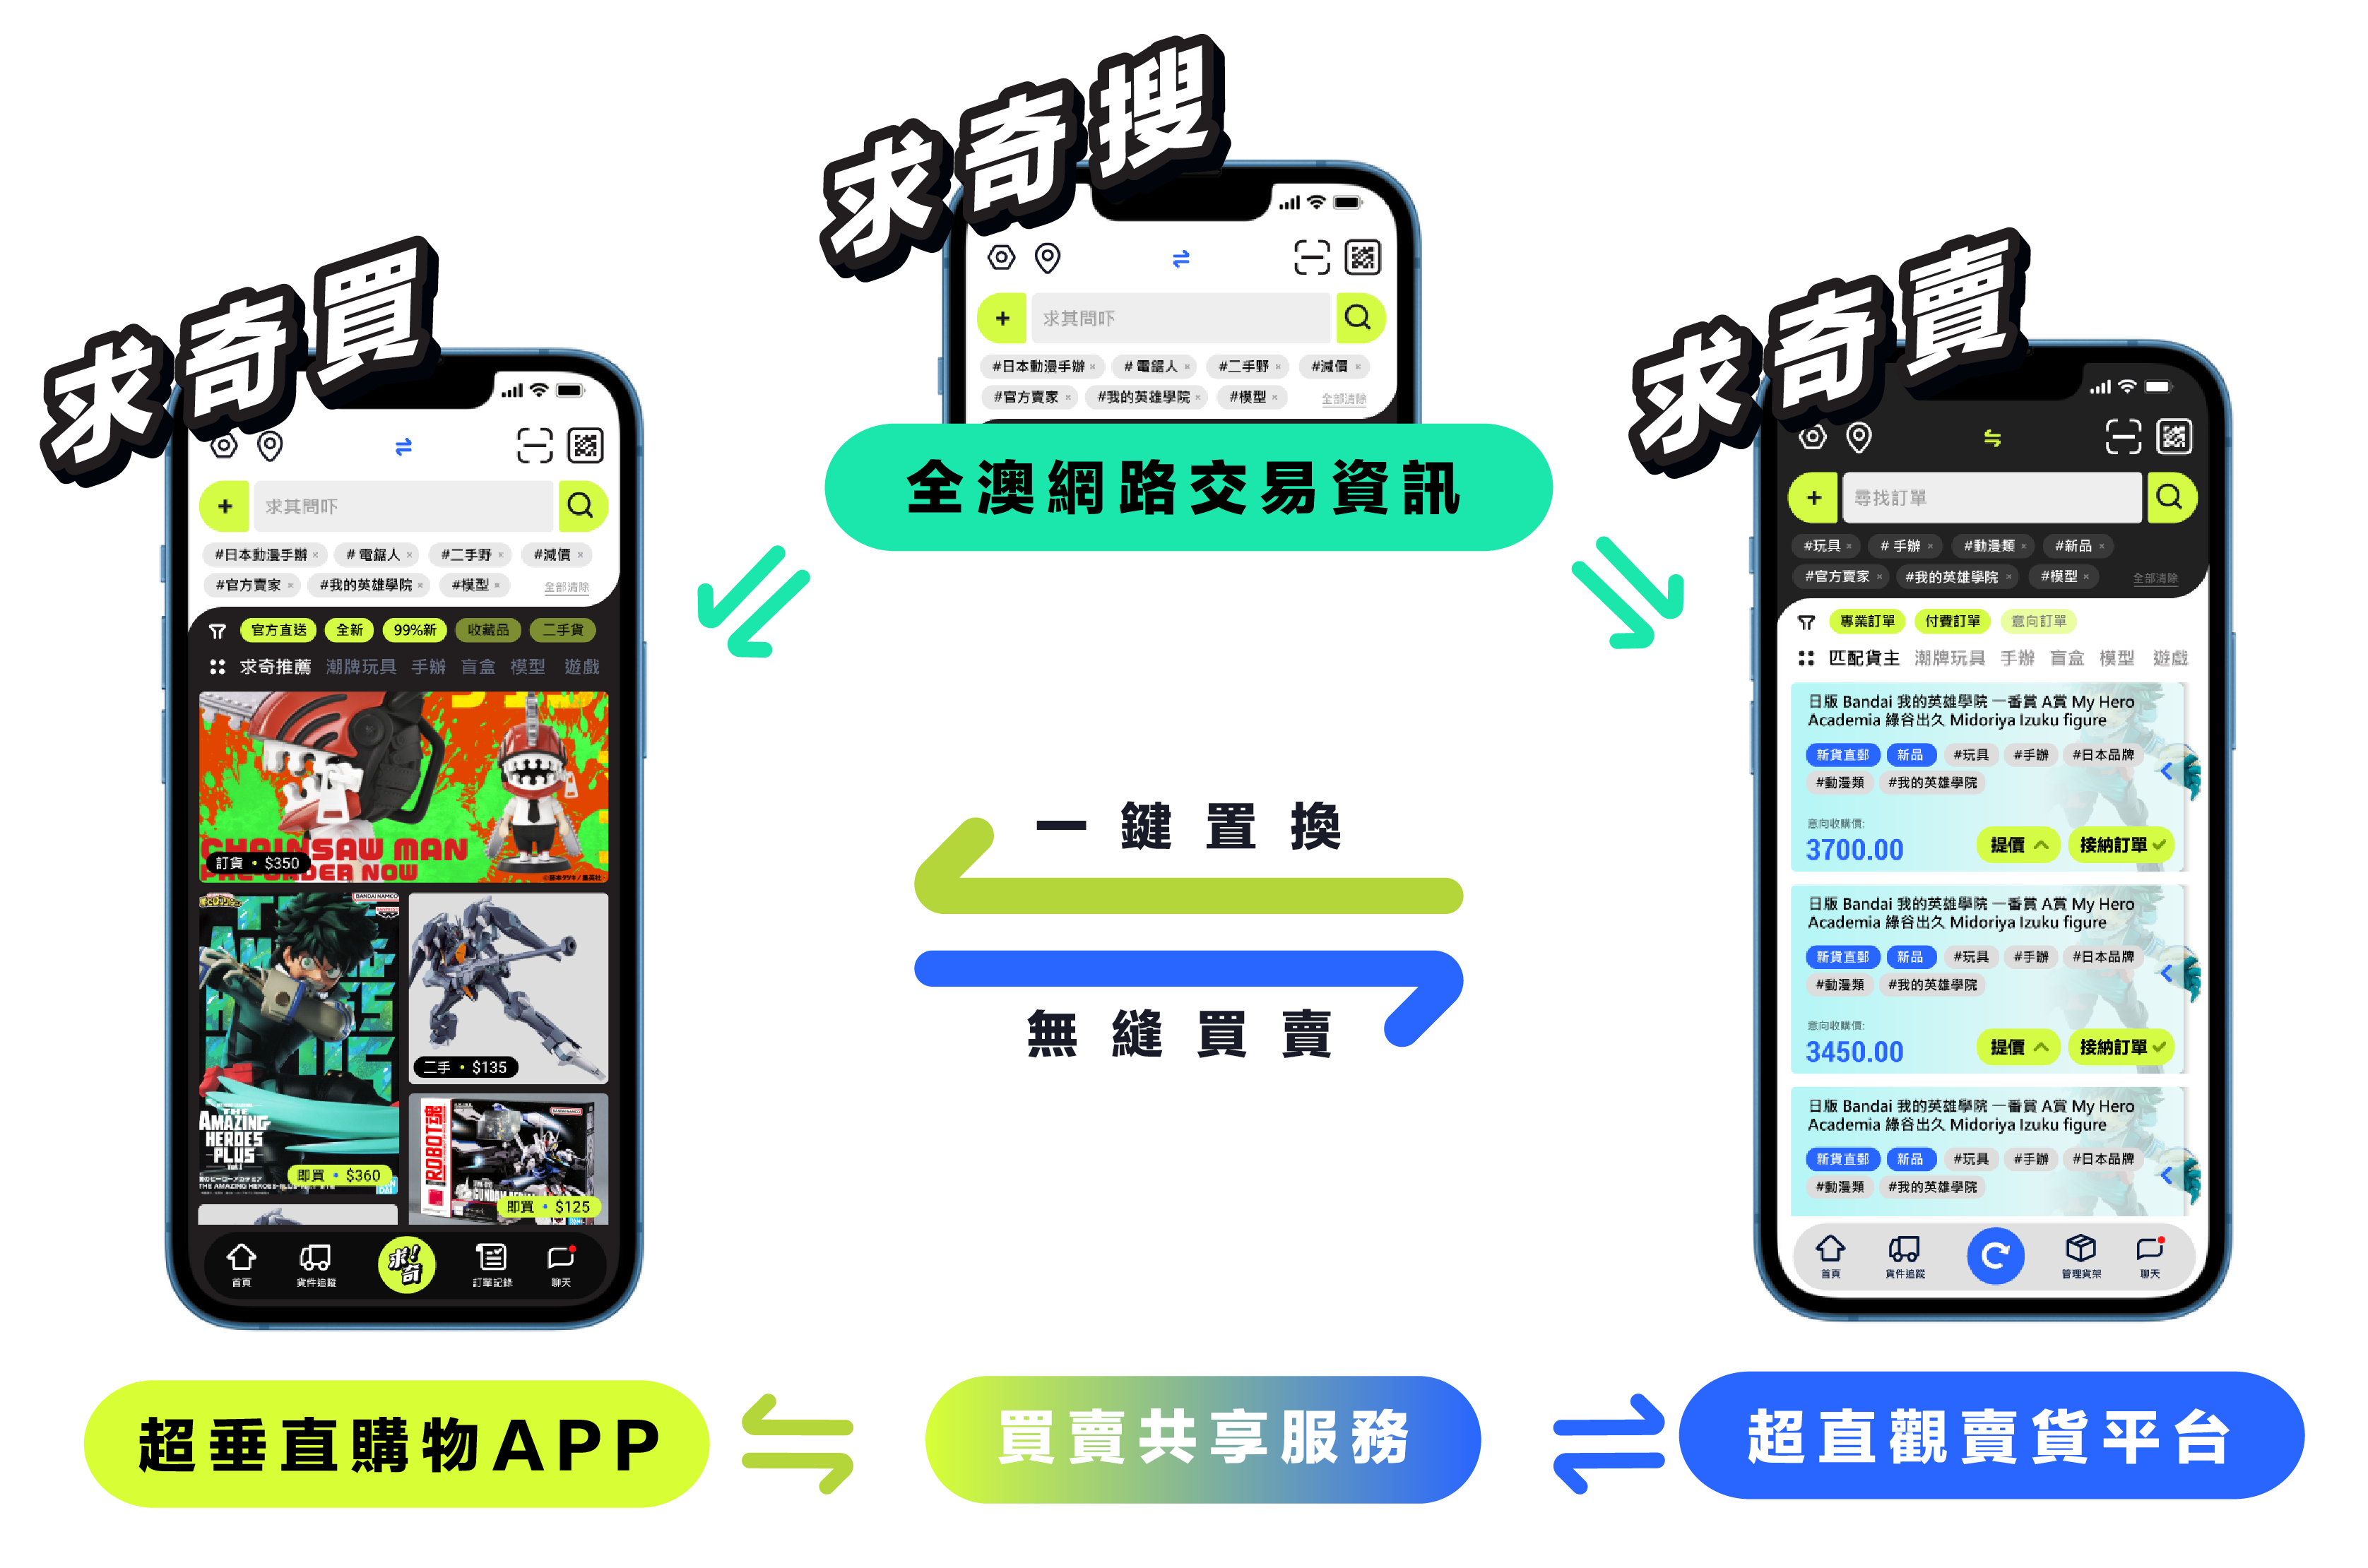 求奇搜
求其問吓
#日本動漫手辦 × # 電鋸人 × #二手野 × #減價 ×
#官方賣家 × #我的英雄學院 × #模型 × 全部清除
全澳網路交易資訊
求奇買
求其問吓
#日本動漫手辦 × # 電鋸人 × #二手野 × #減價 ×
#官方賣家 × #我的英雄學院 × #模型 × 全部清除
官方直送 全新 99%新 收藏品 二手貨
求奇推薦 潮牌玩具 手辦 盲盒 模型 遊戲
CHAINSAW MAN
PRE-ORDER NOW
訂貨 • $350
BANDAI NAMCO
THE
AMAZING
HEROES
PLUS
vol.1
即買 • $360
THE AMAZING HEROES-PLUS-
二手 • $135
ROBOT魂
GUNDAM AERIAL
即買 • $125
首頁 貨件追蹤 求!奇 訂單記錄 聊天
一鍵置換
無縫買賣
求奇賣
尋找訂單
#玩具 × # 手辦 × #動漫類 × #新品 ×
#官方賣家 × #我的英雄學院 × #模型 × 全部清除
專業訂單 付費訂單 意向訂單
匹配貨主 潮牌玩具 手辦 盲盒 模型 遊戲
日版 Bandai 我的英雄學院 一番賞 A賞 My Hero
Academia 綠谷出久 Midoriya Izuku figure
新貨直郵 新品 #玩具 #手辦 #日本品牌
#動漫類 #我的英雄學院
意向收購價:
3700.00 提價 接納訂單
日版 Bandai 我的英雄學院 一番賞 A賞 My Hero
Academia 綠谷出久 Midoriya Izuku figure
新貨直郵 新品 #玩具 #手辦 #日本品牌
#動漫類 #我的英雄學院
意向收購價:
3450.00 提價 接納訂單
日版 Bandai 我的英雄學院 一番賞 A賞 My Hero
Academia 綠谷出久 Midoriya Izuku figure
新貨直郵 新品 #玩具 #手辦 #日本品牌
#動漫類 #我的英雄學院
首頁 貨件追蹤 管理貨架 聊天
超垂直購物APP
買賣共享服務
超直觀賣貨平台